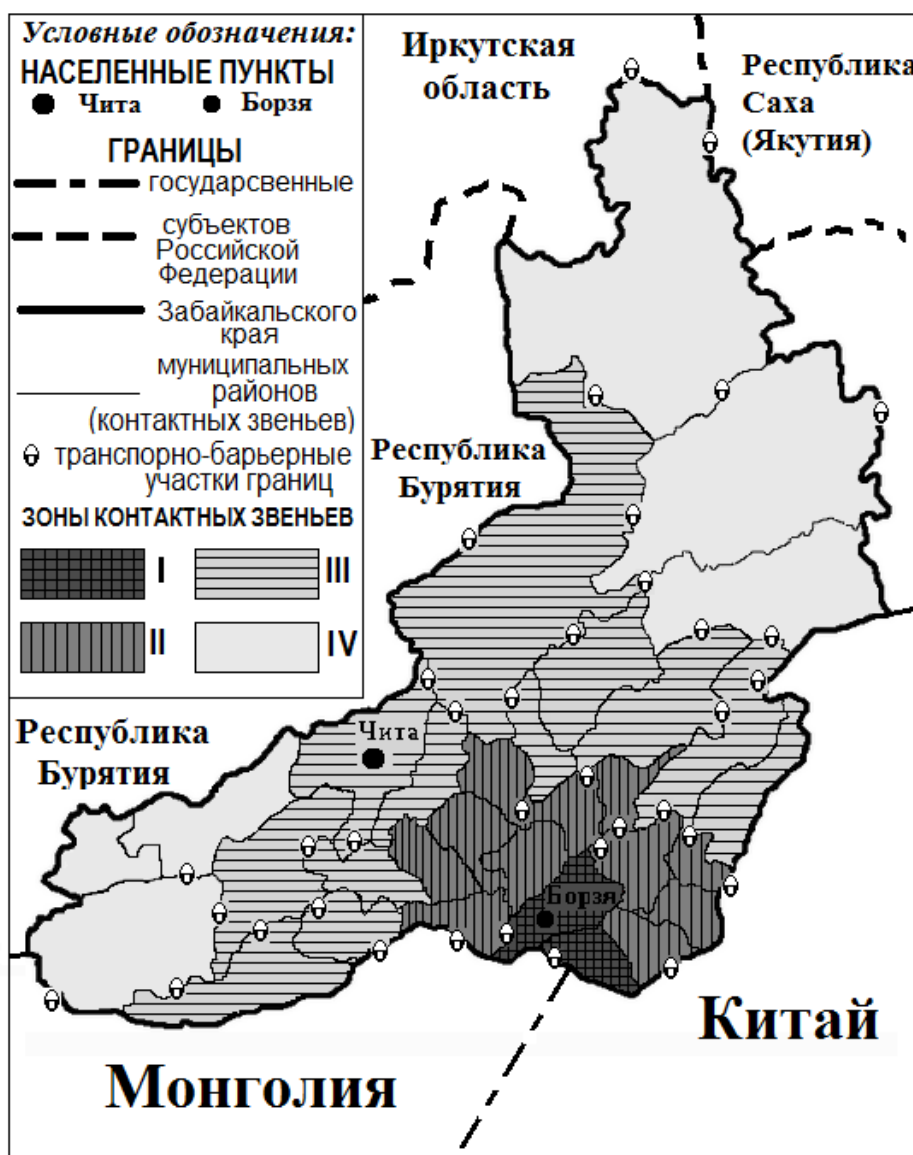 Условные обозначения:
НАСЕЛЕННЫЕ ПУНКТЫ
Чита Борзя
ГРАНИЦЫ
государсвенные
субъектов
Российской
Федерации
Забайкальского
края
муниципальных
районов
(контактных звеньев)
транспорно-барьерные
участки границ
ЗОНЫ КОНТАКТНЫХ ЗВЕНЬЕВ
I III
II IV
Иркутская
область
Республика
Саха
(Якутия)
Республика
Бурятия
Республика
Бурятия
Чита
Борзя
Китай
Монголия